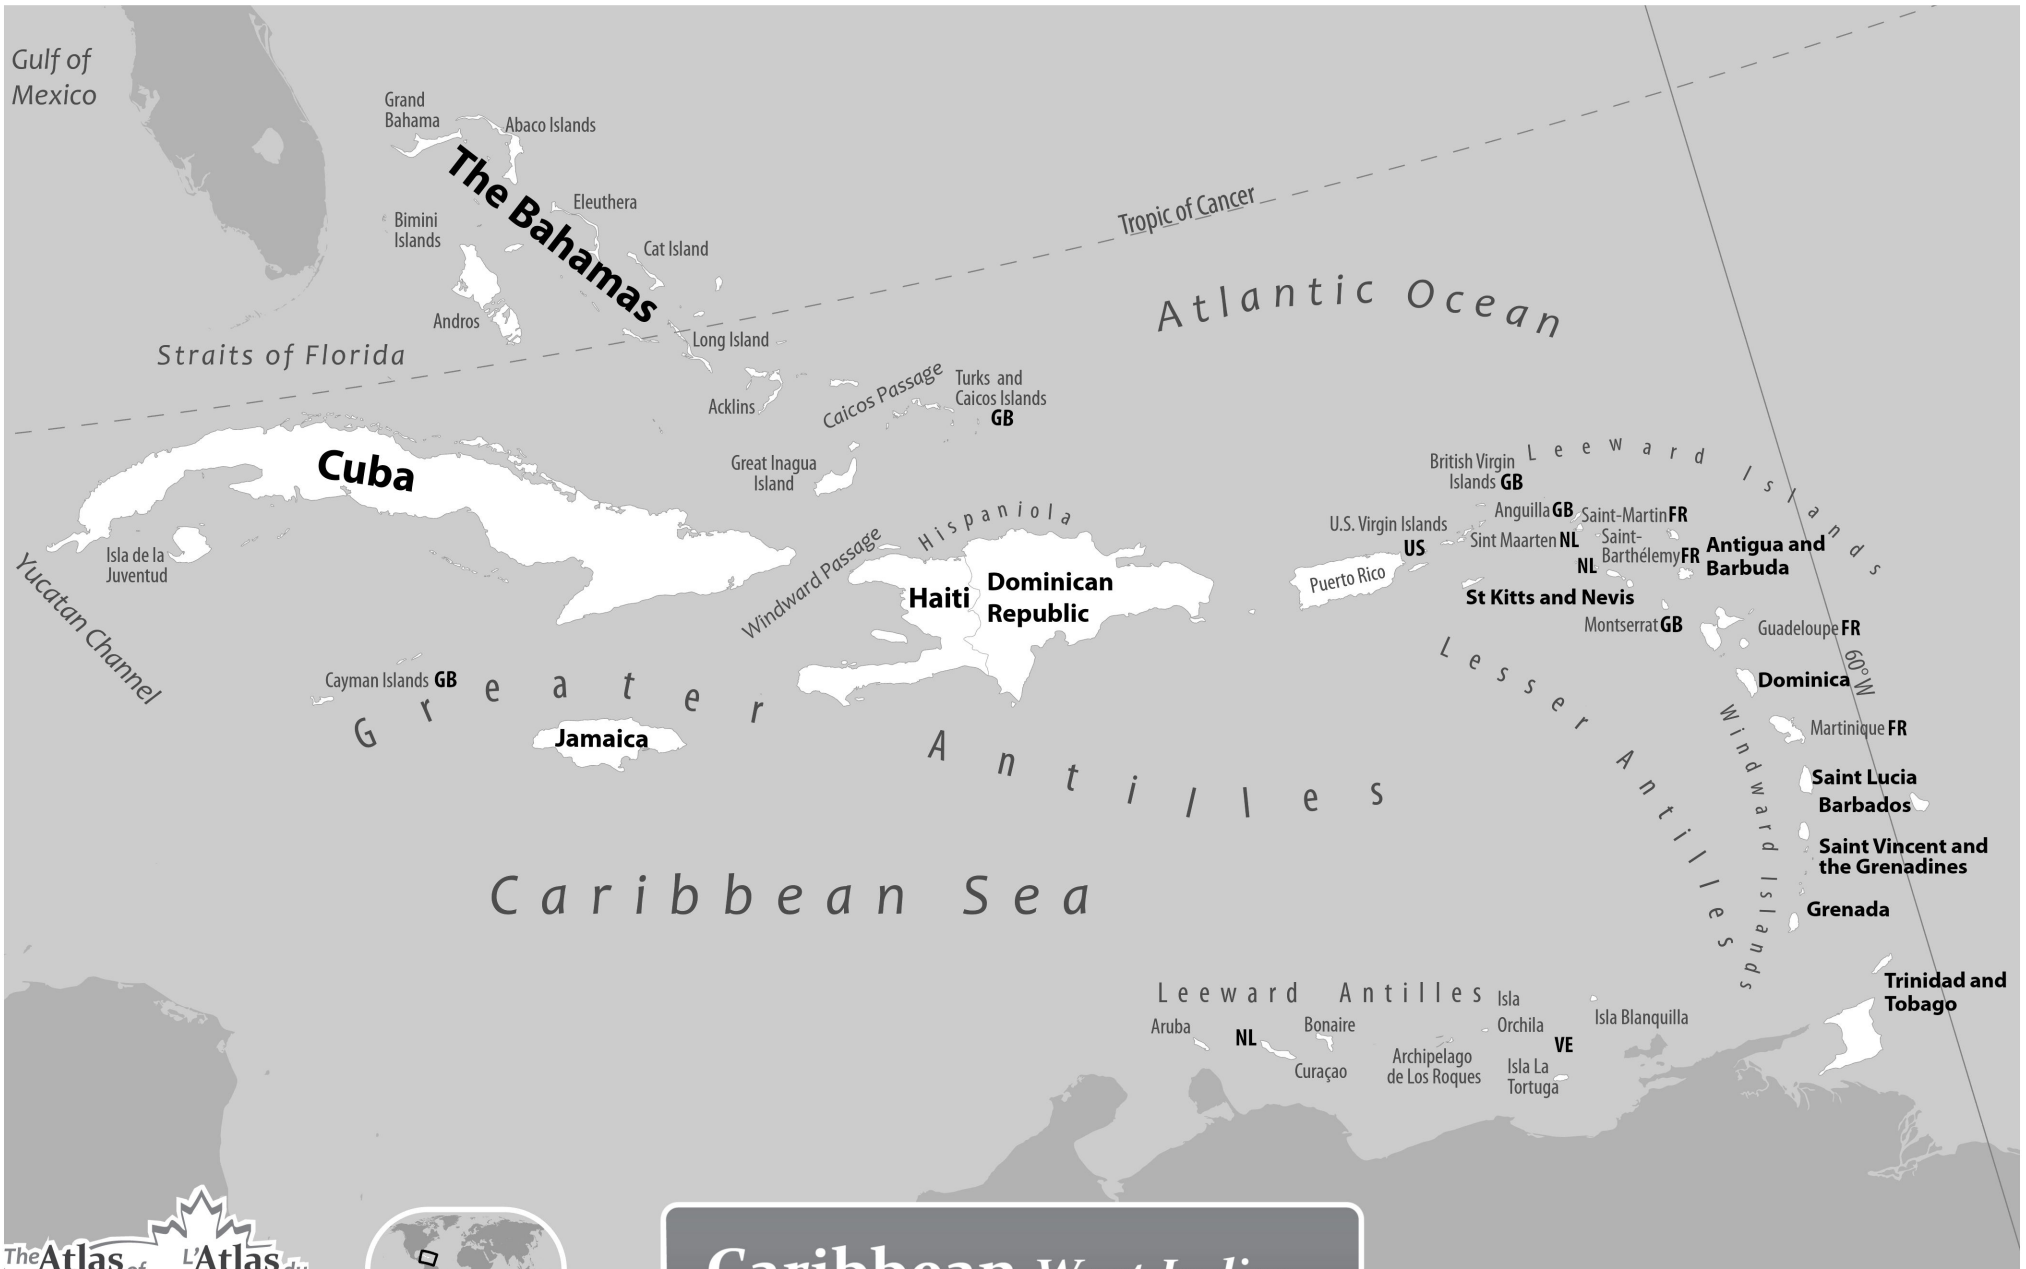 Gulf of
Mexico
Grand
Bahama
Abaco Islands
The Bahamas
Eleuthera
Bimini
Islands
Cat Island
Andros
Long Island
Straits of Florida
Tropic of Cancer
Atlantic Ocean
Acklins
Caicos Passage
Turks and
Caicos Islands
GB
Great Inagua
Island
Cuba
Isla de la
Juventud
Yucatan Channel
Windward Passage
Hispaniola
Haiti
Dominican
Republic
Puerto Rico
U.S. Virgin Islands
US
British Virgin
Islands GB
Leeward Islands
Anguilla GB
Saint-Martin FR
Sint Maarten NL
Saint-
Barthélemy FR
NL
Antigua and
Barbuda
St Kitts and Nevis
Montserrat GB
Guadeloupe FR
60°W
Dominica
Martinique FR
Saint Lucia
Barbados
Saint Vincent and
the Grenadines
Grenada
Trinidad and
Tobago
Windward Islands
Lesser Antilles
Cayman Islands GB
Greater Antilles
Jamaica
Caribbean Sea
Leeward Antilles
Aruba
NL
Bonaire
Curaçao
Archipelago
de Los Roques
Isla
Orchila
VE
Isla La
Tortuga
Isla Blanquilla
The Atlas of
L'Atlas du
Caribbean West Indi